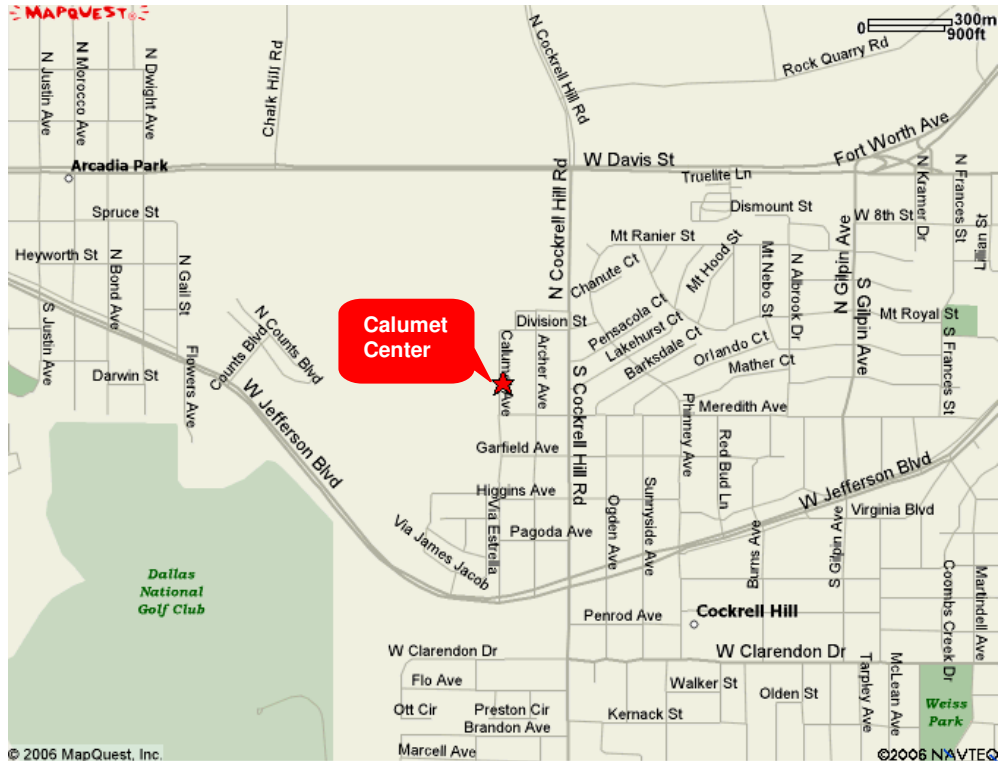 MAPQUEST
300m
0
900ft
N Justin Ave
N Morocco Ave
N Dwight Ave
Chalk Hill Rd
N Cockrell Hill Rd
Rock Quarry Rd
Fort Worth Ave
Arcadia Park
W Davis St
Truelite Ln
N Kramer Dr
N Frances St
Spruce St
Dismount St
W 8th St
Lillian St
Heyworth St
N Bond Ave
N Gail St
N Cockrell Hill Rd
Mt Ranier St
Mt Hood St
Mt Nebo St
N Albrook Dr
N Gilpin Ave
S Gilpin Ave
Chanute Ct
S Justin Ave
N Counts Blvd
N Counts Blvd
Counts Blvd
Calumet
Center
Division St
Pensacola Ct
Lakehurst Ct
Barksdale Ct
Orlando Ct
Mather Ct
Mt Royal St
S Frances St
Darwin St
Flowers Ave
Calumet Ave
Archer Ave
S Cockrell Hill Rd
Meredith Ave
Phinney Ave
Red Bud Ln
W Jefferson Blvd
Garfield Ave
W Jefferson Blvd
Higgins Ave
Via Estrella
Ogden Ave
Sunnyside Ave
Virginia Blvd
Via James Jacob
Pagoda Ave
Burns Ave
S Gilpin Ave
Coombs Creek Dr
Martindell Ave
Dallas
National
Golf Club
Penrod Ave
Cockrell Hill
W Clarendon Dr
W Clarendon Dr
Tarpley Ave
McLean Ave
Flo Ave
Walker St
Olden St
Weiss
Park
Ott Cir
Preston Cir
Kernack St
Brandon Ave
Marcell Ave
© 2006 MapQuest, Inc.
©2006 NAVTEQ